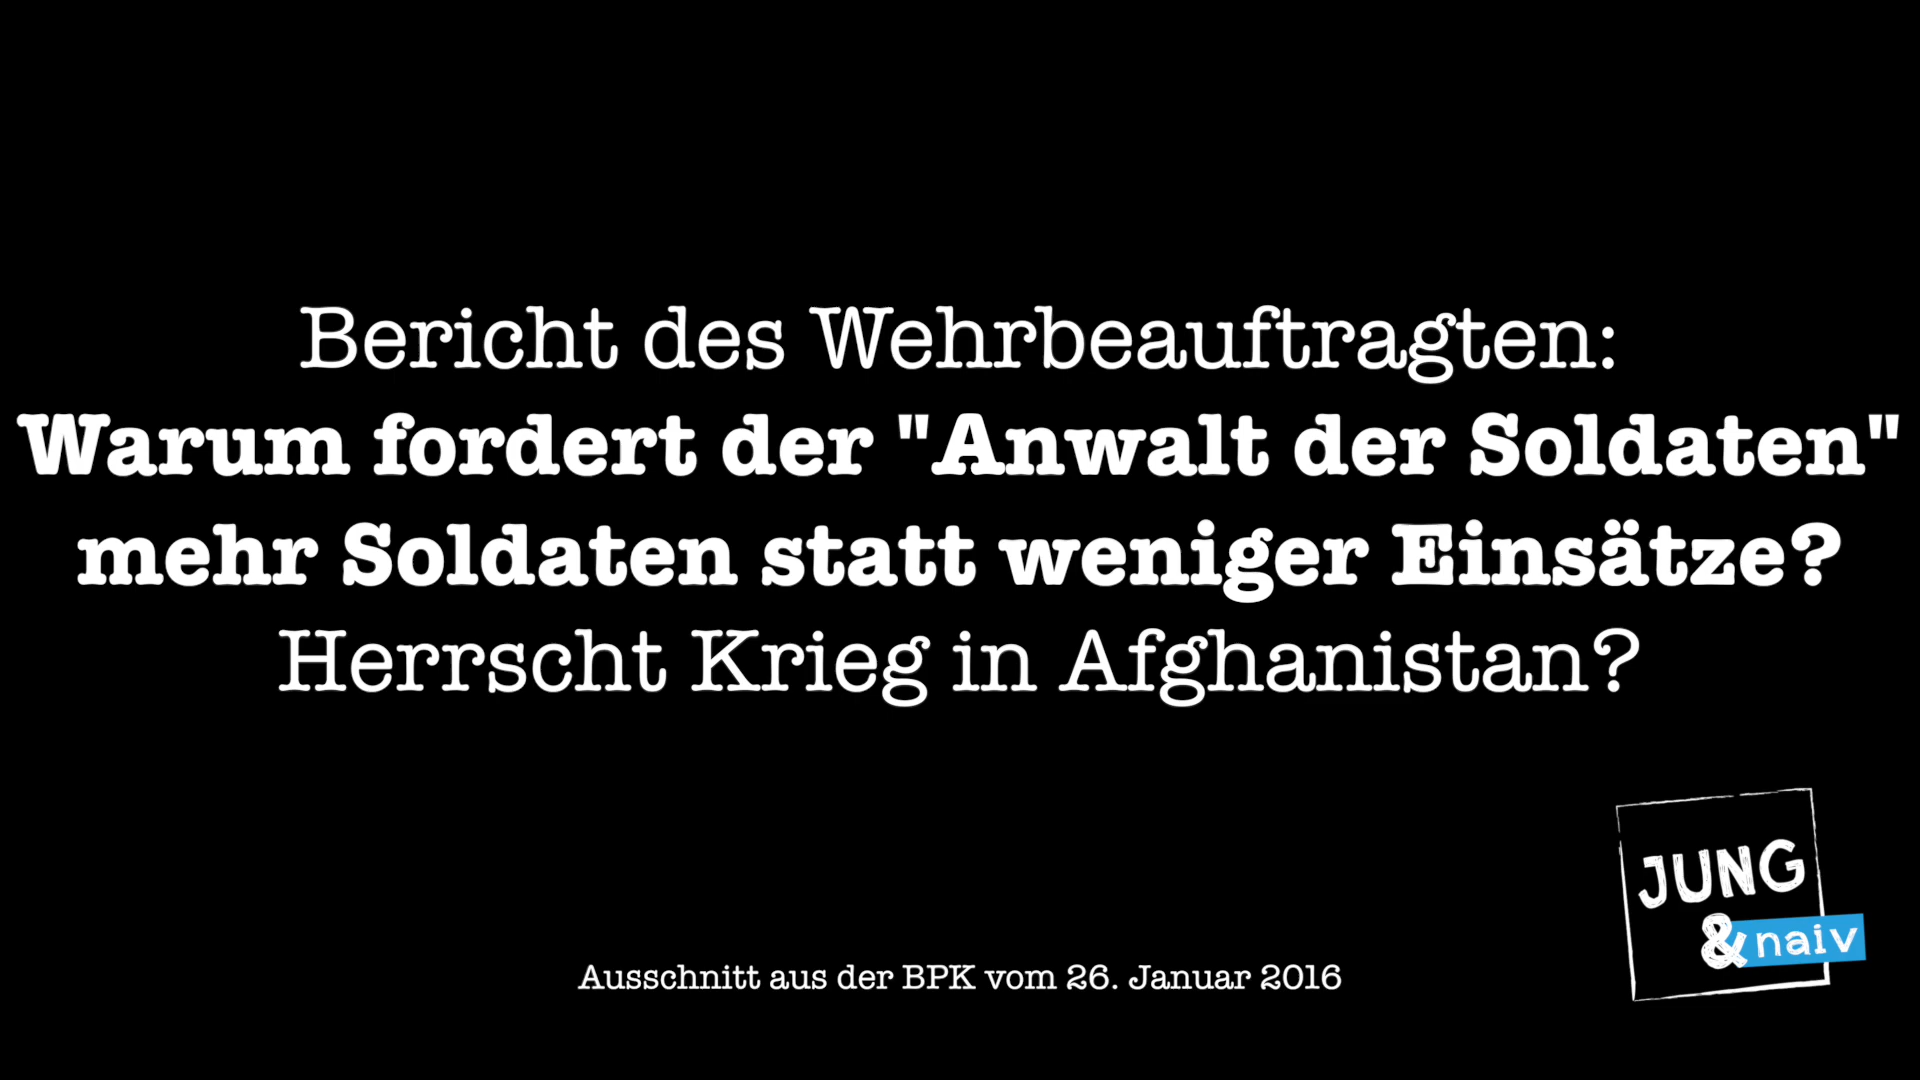 Bericht des Wehrbeauftragten:
Warum fordert der "Anwalt der Soldaten"
mehr Soldaten statt weniger Einsätze?
Herrscht Krieg in Afghanistan?
JUNG
&naiv
Ausschnitt aus der BPK vom 26. Januar 2016